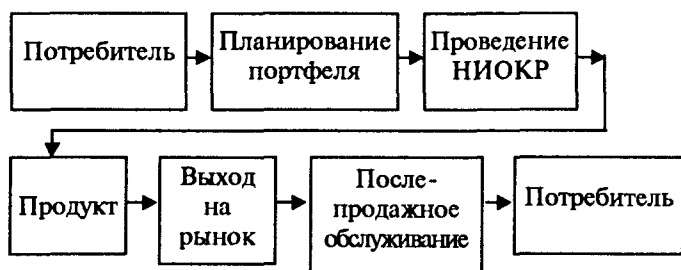 Потребитель
Планирование
портфеля
Проведение
НИОКР
Продукт
Выход
на
рынок
После-
продажное
обслуживание
Потребитель